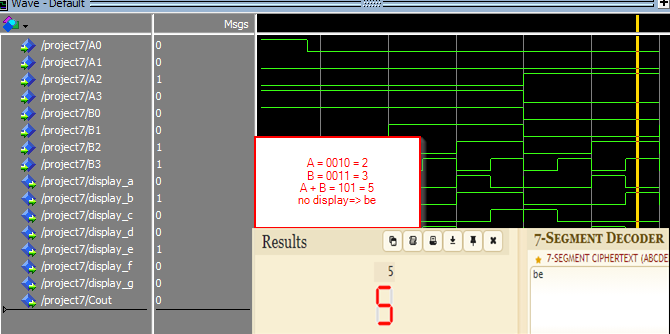 Wave - Default
Msgs
/project7/A0 0
/project7/A1 0
/project7/A2 1
/project7/A3 0
/project7/B0 0
/project7/B1 0
/project7/B2 1
/project7/B3 1
/project7/display_a 0
/project7/display_b 1
/project7/display_c 0
/project7/display_d 0
/project7/display_e 1
/project7/display_f 0
/project7/display_g 0
/project7/Cout 0
A = 0010 = 2
B = 0011 = 3
A + B = 101 = 5
no display=> be
Results
5
5
7-SEGMENT DECODER
7-SEGMENT CIPHERTEXT (ABCDE
be